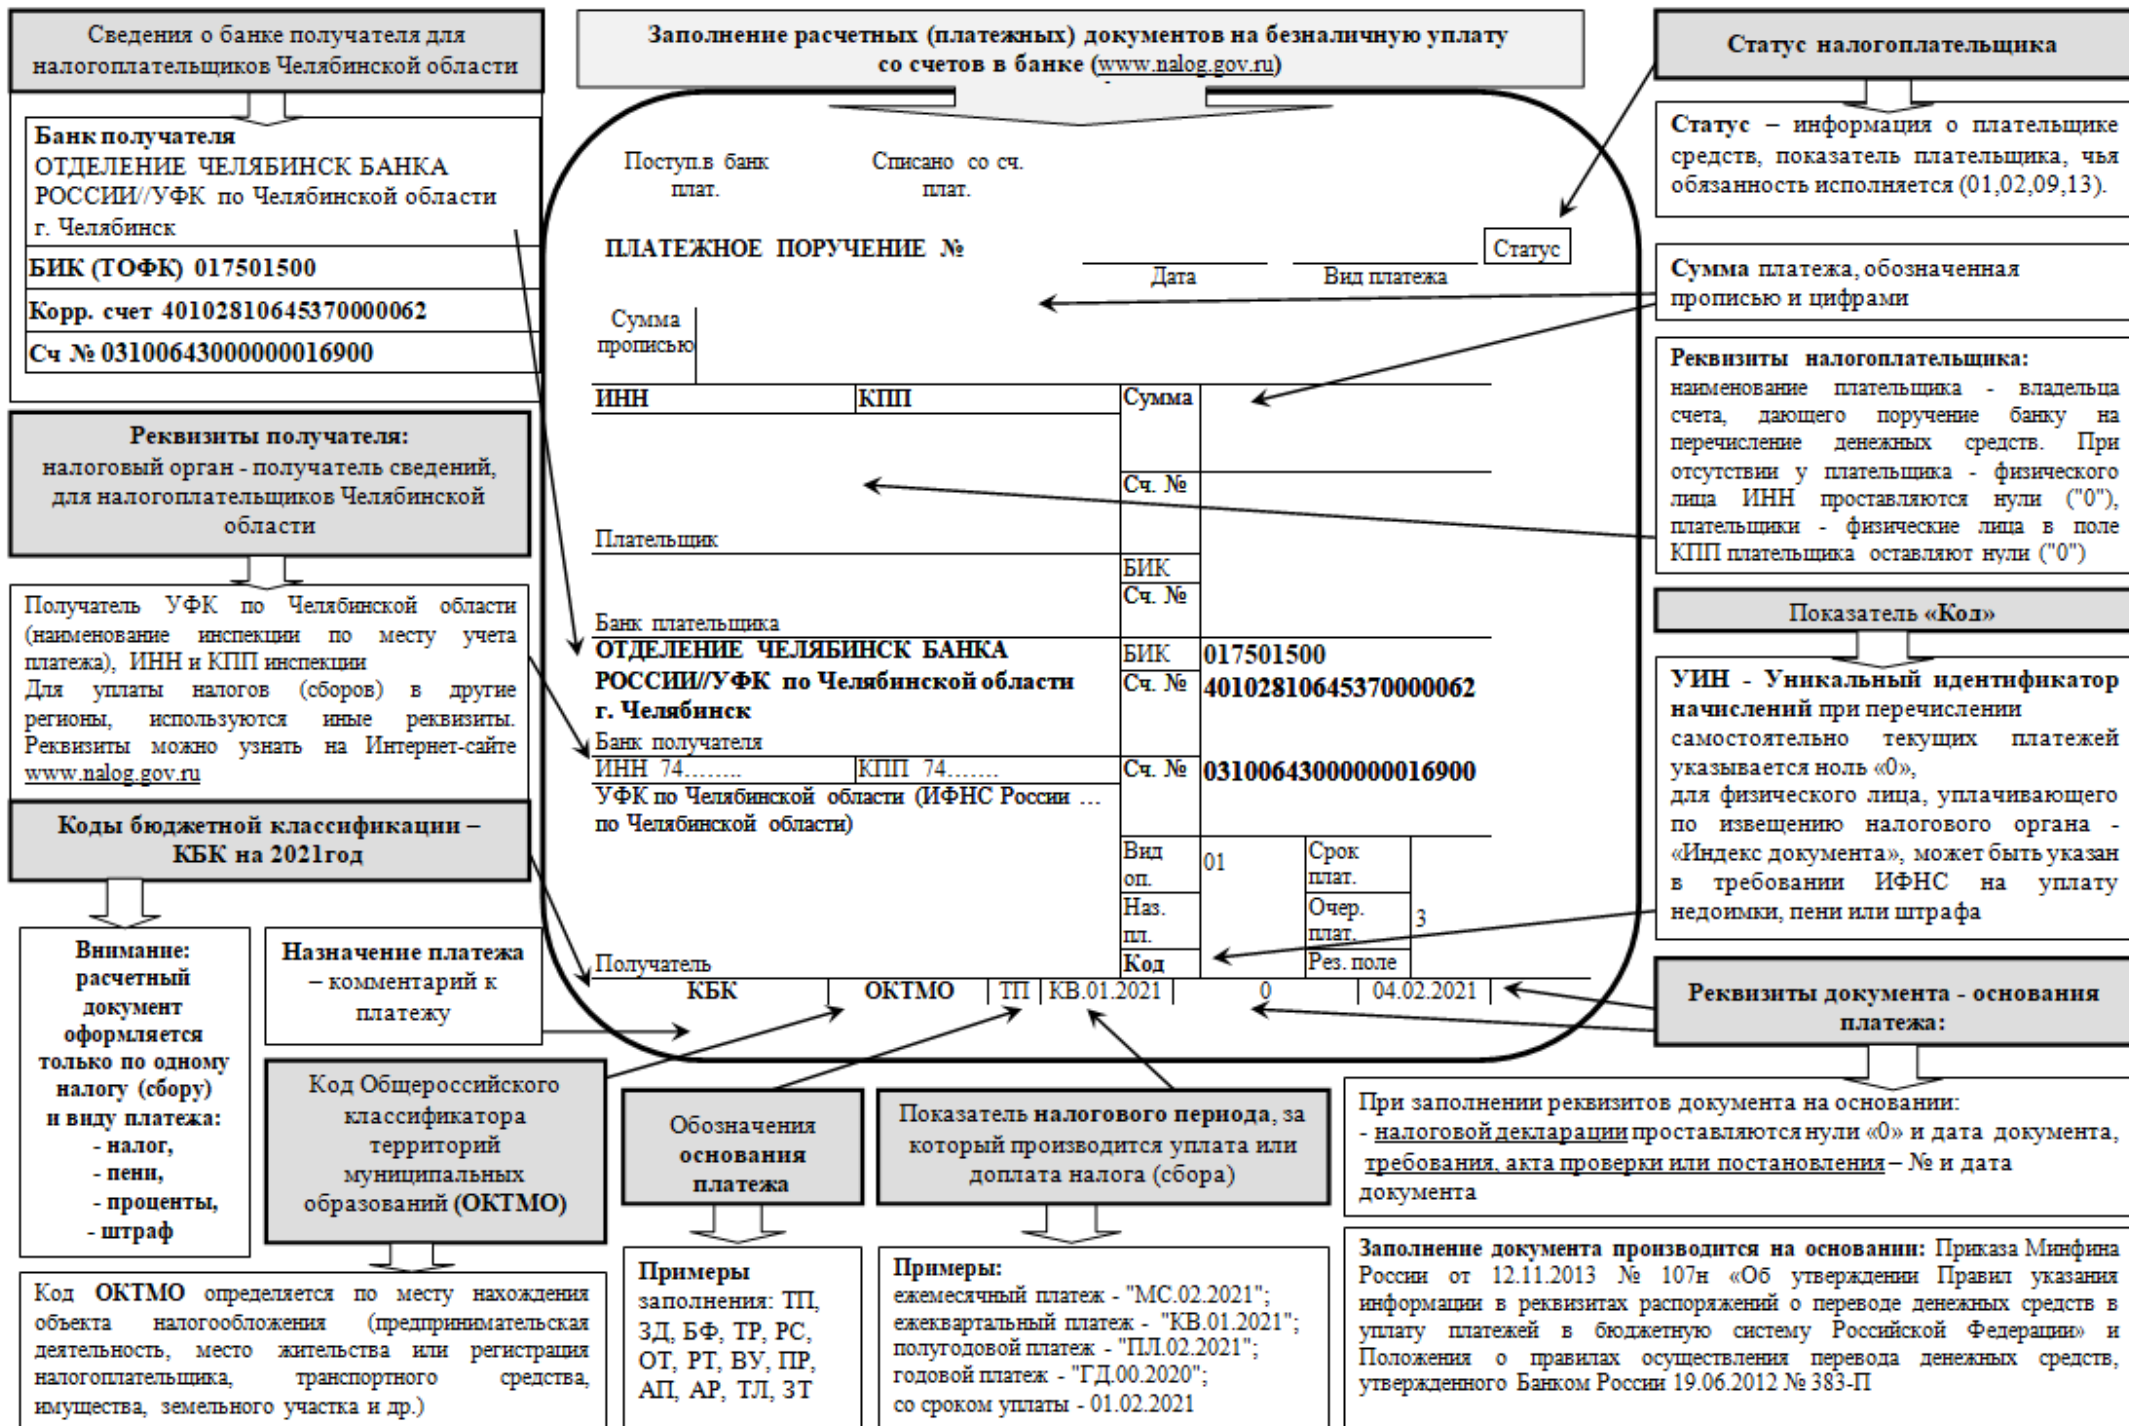 Сведения о банке получателя для
налогоплательщиков Челябинской области
Банк получателя
ОТДЕЛЕНИЕ ЧЕЛЯБИНСК БАНКА
РОССИИ//УФК по Челябинской области
г. Челябинск
БИК (ТОФК) 017501500
Корр. счет 40102810645370000062
Сч № 03100643000000016900
Реквизиты получателя:
налоговый орган - получатель сведений,
для налогоплательщиков Челябинской
области
Получатель УФК по Челябинской области
(наименование инспекции по месту учета
платежа), ИНН и КПП инспекции
Для уплаты налогов (сборов) в другие
регионы, используются иные реквизиты.
Реквизиты можно узнать на Интернет-сайте
www.nalog.gov.ru
Коды бюджетной классификации –
КБК на 2021год
Внимание:
расчетный
документ
оформляется
только по одному
налогу (сбору)
и виду платежа:
- налог,
- пени,
- проценты,
- штраф
Назначение платежа
– комментарий к
платежу
Код Общероссийского
классификатора
территорий
муниципальных
образований (ОКТМО)
Код ОКТМО определяется по месту нахождения
объекта налогообложения (предпринимательская
деятельность, место жительства или регистрация
налогоплательщика, транспортного средства,
имущества, земельного участка и др.)
Заполнение расчетных (платежных) документов на безналичную уплату
со счетов в банке (www.nalog.gov.ru)
Поступ.в банк
плат.
Списано со сч.
плат.
ПЛАТЕЖНОЕ ПОРУЧЕНИЕ №
Дата
Вид платежа
Статус
Сумма
прописью
ИНН
КПП
Сумма
Сч. №
Плательщик
БИК
Сч. №
Банк плательщика
ОТДЕЛЕНИЕ ЧЕЛЯБИНСК БАНКА
РОССИИ//УФК по Челябинской области
г. Челябинск
БИК 017501500
Сч. № 40102810645370000062
Банк получателя
ИНН 74........
КПП 74.......
Сч. № 03100643000000016900
УФК по Челябинской области (ИФНС России …
по Челябинской области)
Вид
оп.
01
Срок
плат.
Наз.
пл.
Очер.
плат.
3
Код
Рез. поле
Получатель
КБК
ОКТМО
ТП
КВ.01.2021
0
04.02.2021
Обозначения
основания
платежа
Примеры
заполнения: ТП,
ЗД, БФ, ТР, РС,
ОТ, РТ, ВУ, ПР,
АП, АР, ТЛ, ЗТ
Показатель налогового периода, за
который производится уплата или
доплата налога (сбора)
Примеры:
ежемесячный платеж - "МС.02.2021";
ежеквартальный платеж - "КВ.01.2021";
полугодовой платеж - "ПЛ.02.2021";
годовой платеж - "ГД.00.2020";
со сроком уплаты - 01.02.2021
Статус налогоплательщика
Статус – информация о плательщике
средств, показатель плательщика, чья
обязанность исполняется (01,02,09,13).
Сумма платежа, обозначенная
прописью и цифрами
Реквизиты налогоплательщика:
наименование плательщика - владельца
счета, дающего поручение банку на
перечисление денежных средств. При
отсутствии у плательщика - физического
лица ИНН проставляются нули ("0"),
плательщики - физические лица в поле
КПП плательщика оставляют нули ("0")
Показатель «Код»
УИН - Уникальный идентификатор
начислений при перечислении
самостоятельно текущих платежей
указывается ноль «0»,
для физического лица, уплачивающего
по извещению налогового органа -
«Индекс документа», может быть указан
в требовании ИФНС на уплату
недоимки, пени или штрафа
Реквизиты документа - основания
платежа:
При заполнении реквизитов документа на основании:
- налоговой декларации проставляются нули «0» и дата документа,
требования, акта проверки или постановления – № и дата
документа
Заполнение документа производится на основании: Приказа Минфина
России от 12.11.2013 № 107н «Об утверждении Правил указания
информации в реквизитах распоряжений о переводе денежных средств в
уплату платежей в бюджетную систему Российской Федерации» и
Положения о правилах осуществления перевода денежных средств,
утвержденного Банком России 19.06.2012 № 383-П